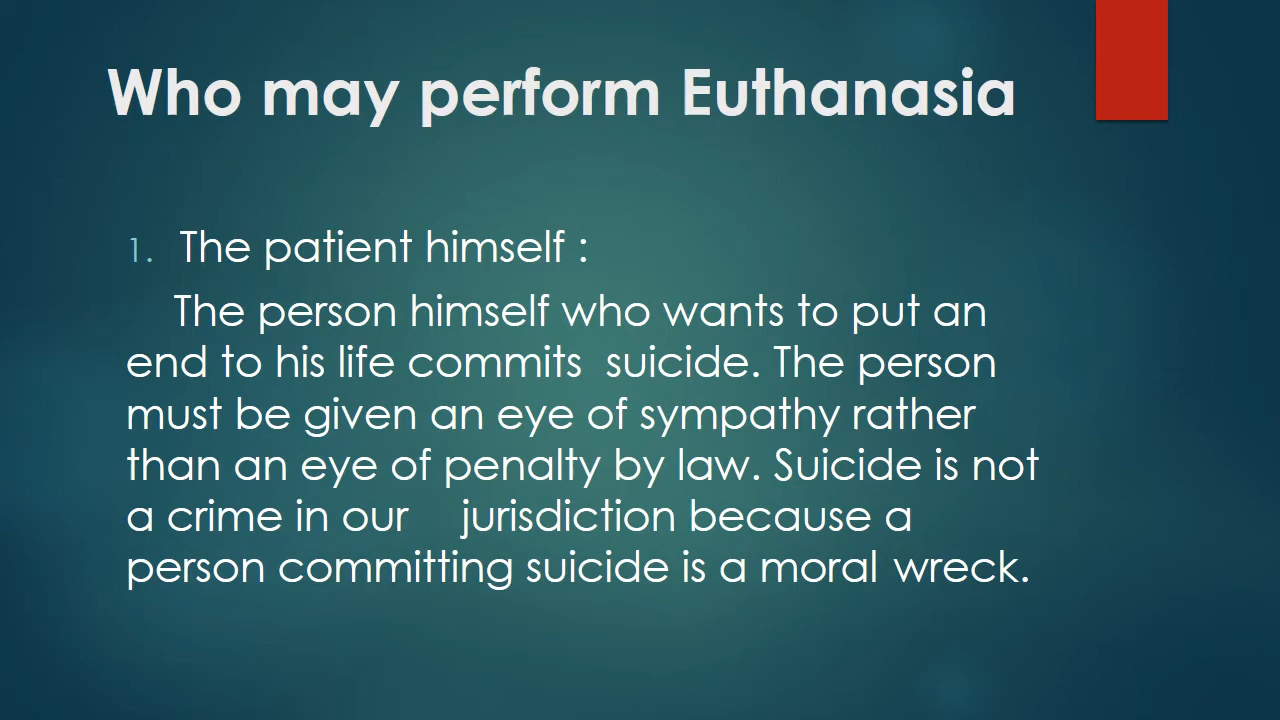 Who may perform Euthanasia
1. The patient himself :
The person himself who wants to put an
end to his life commits suicide. The person
must be given an eye of sympathy rather
than an eye of penalty by law. Suicide is not
a crime in our jurisdiction because a
person committing suicide is a moral wreck.